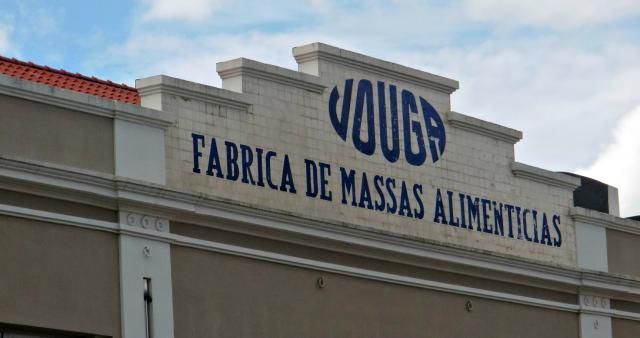 VOUGA
FABRICA DE MASSAS ALIMENTICIAS